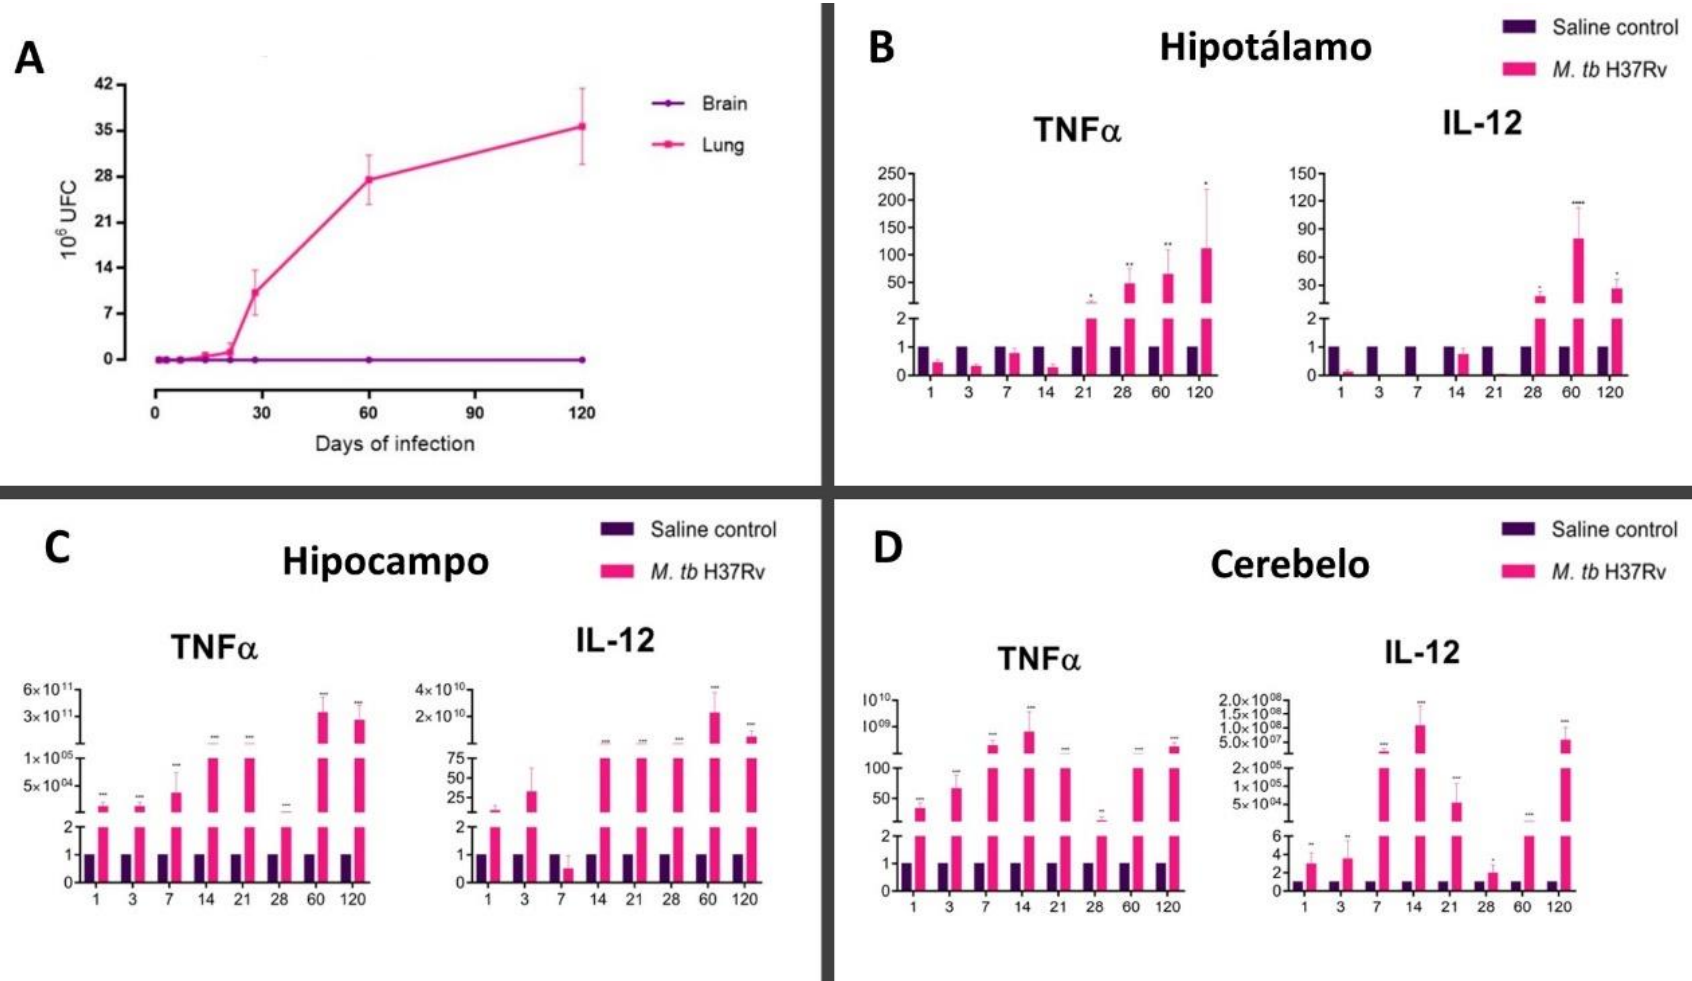 A
42
35
28
21
14
7
0
10⁶ UFC
0 30 60 90 120
Days of infection
Brain
Lung
B
Hipotálamo
Saline control
M. tb H37Rv
TNFα
250
200
150
100
50
2
1
0
* ** ** *
1 3 7 14 21 28 60 120
IL-12
150
120
90
60
30
2
1
0
* **** *
1 3 7 14 21 28 60 120
C
Hipocampo
Saline control
M. tb H37Rv
TNFα
6×10¹¹
3×10¹¹
1×10⁰⁵
5×10⁰⁴
2
1
0
*** *** *** *** *** *** *** ***
1 3 7 14 21 28 60 120
IL-12
4×10¹⁰
2×10¹⁰
75
50
25
2
1
0
*** *** *** *** ***
1 3 7 14 21 28 60 120
D
Cerebelo
Saline control
M. tb H37Rv
TNFα
10¹⁰
10⁰⁹
100
50
2
1
0
*** *** *** *** *** ** *** ***
1 3 7 14 21 28 60 120
IL-12
2.0×10⁰⁸
1.5×10⁰⁸
1.0×10⁰⁸
5.0×10⁰⁷
2×10⁰⁵
1×10⁰⁵
5×10⁰⁴
6
4
2
0
** ** *** *** *** * *** ***
1 3 7 14 21 28 60 120